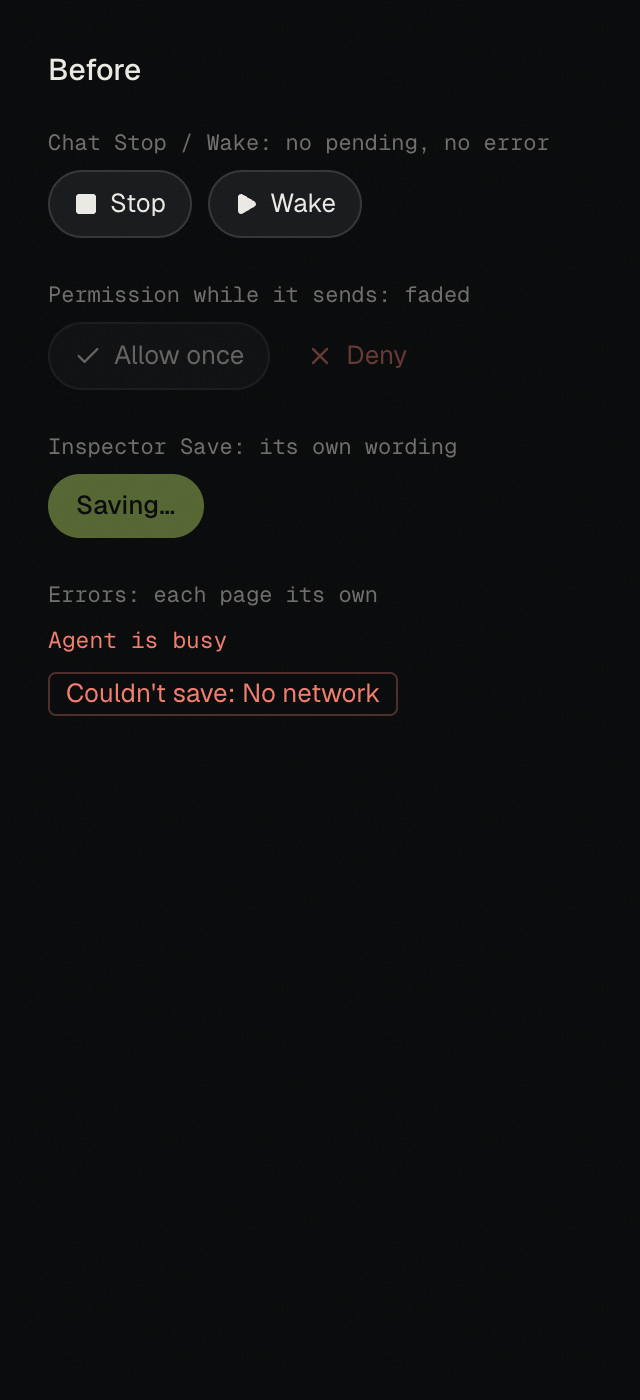 Before
Chat Stop / Wake: no pending, no error
Stop Wake
Permission while it sends: faded
Allow once Deny
Inspector Save: its own wording
Saving…
Errors: each page its own
Agent is busy
Couldn't save: No network